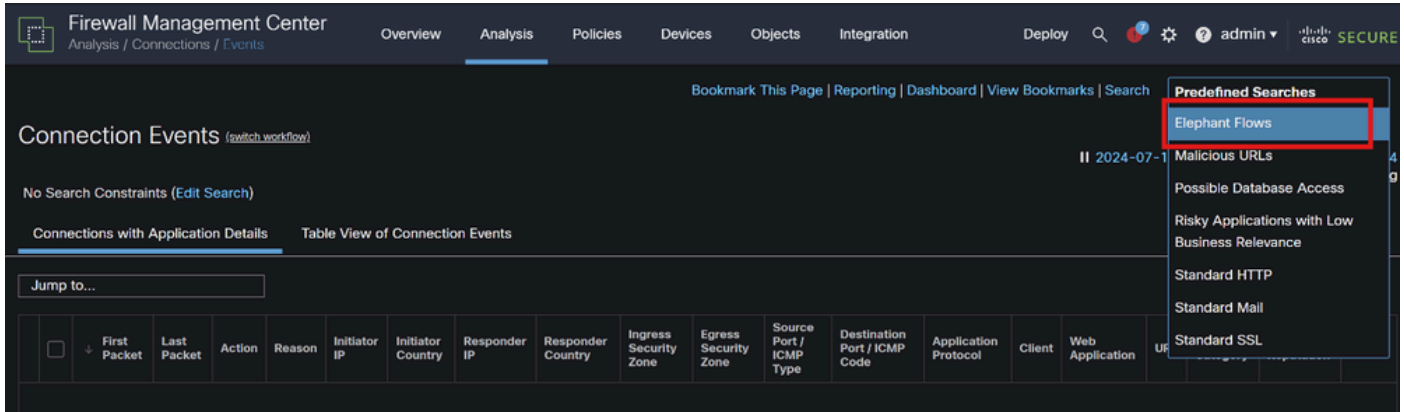 Firewall Management Center
Analysis / Connections / Events
Overview Analysis Policies Devices Objects Integration Deploy 7 admin
cisco SECURE
Bookmark This Page | Reporting | Dashboard | View Bookmarks | Search
Predefined Searches
Elephant Flows
Malicious URLs
Possible Database Access
Risky Applications with Low
Business Relevance
Standard HTTP
Standard Mail
Standard SSL
Connection Events (switch workflow)
2024-07-1
4
g
No Search Constraints (Edit Search)
Connections with Application Details Table View of Connection Events
Jump to...
First
Packet
Last
Packet
Action
Reason
Initiator
IP
Initiator
Country
Responder
IP
Responder
Country
Ingress
Security
Zone
Egress
Security
Zone
Source
Port /
ICMP
Type
Destination
Port / ICMP
Code
Application
Protocol
Client
Web
Application